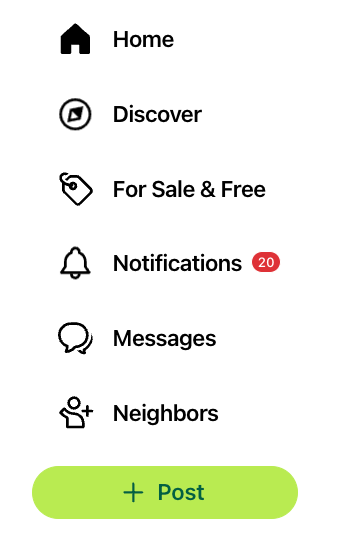 Home
Discover
For Sale & Free
Notifications 20
Messages
Neighbors
+ Post